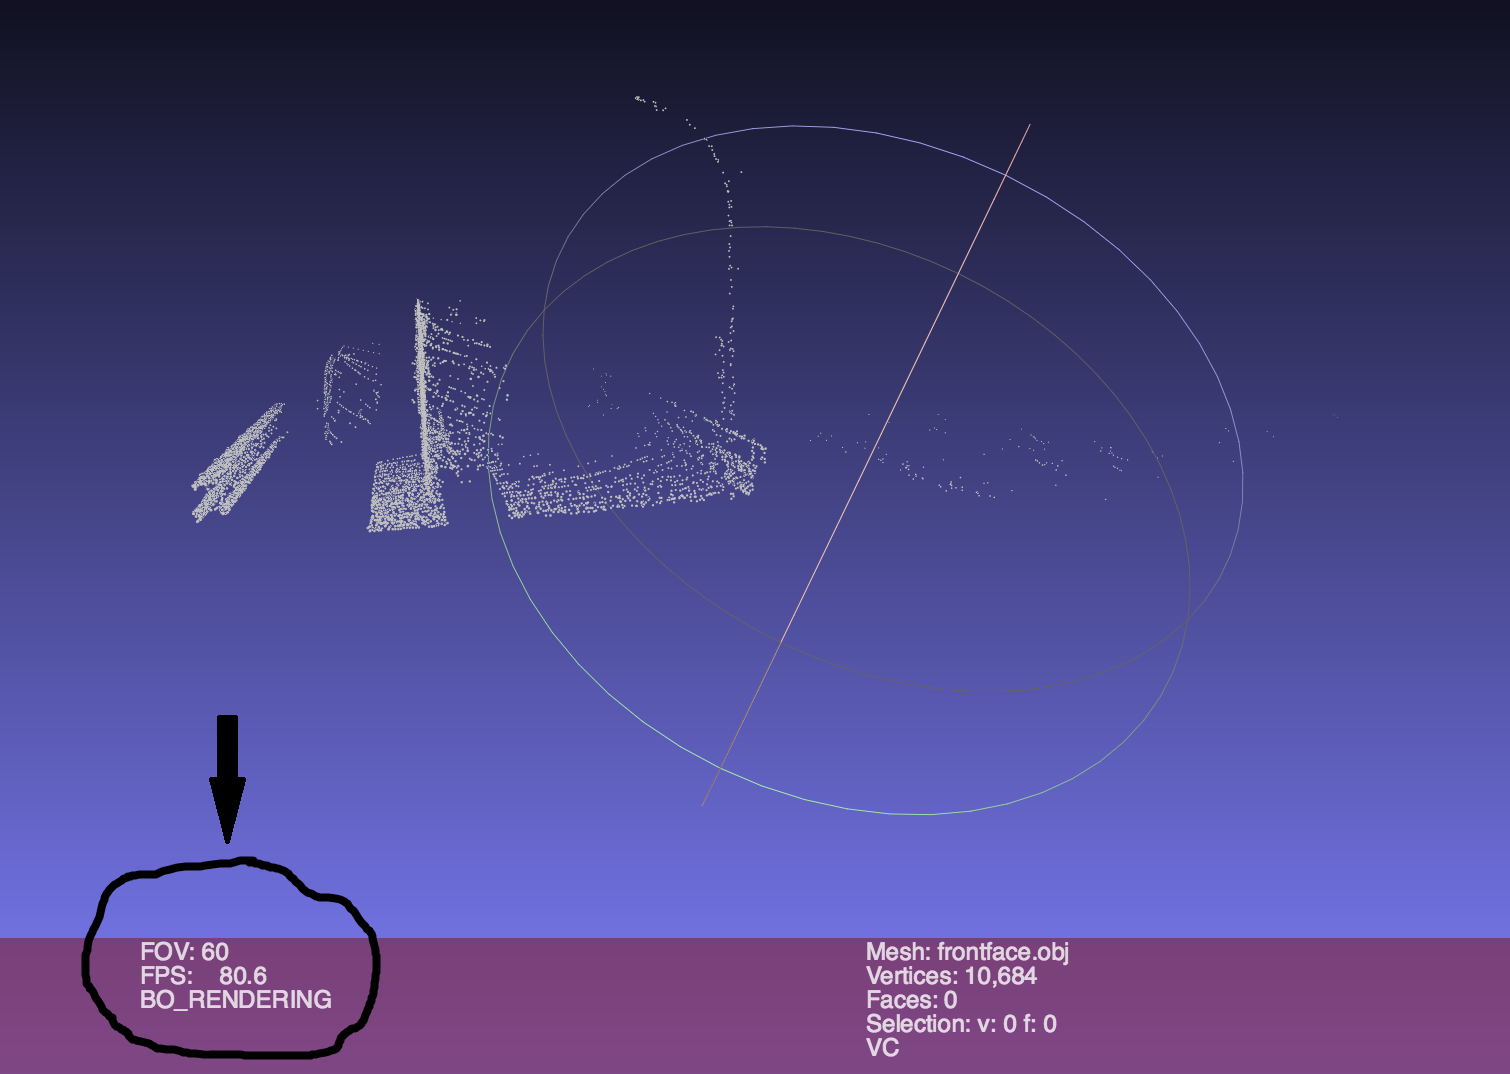 FOV: 60
FPS: 80.6
BO_RENDERING
Mesh: frontface.obj
Vertices: 10,684
Faces: 0
Selection: v: 0 f: 0
VC